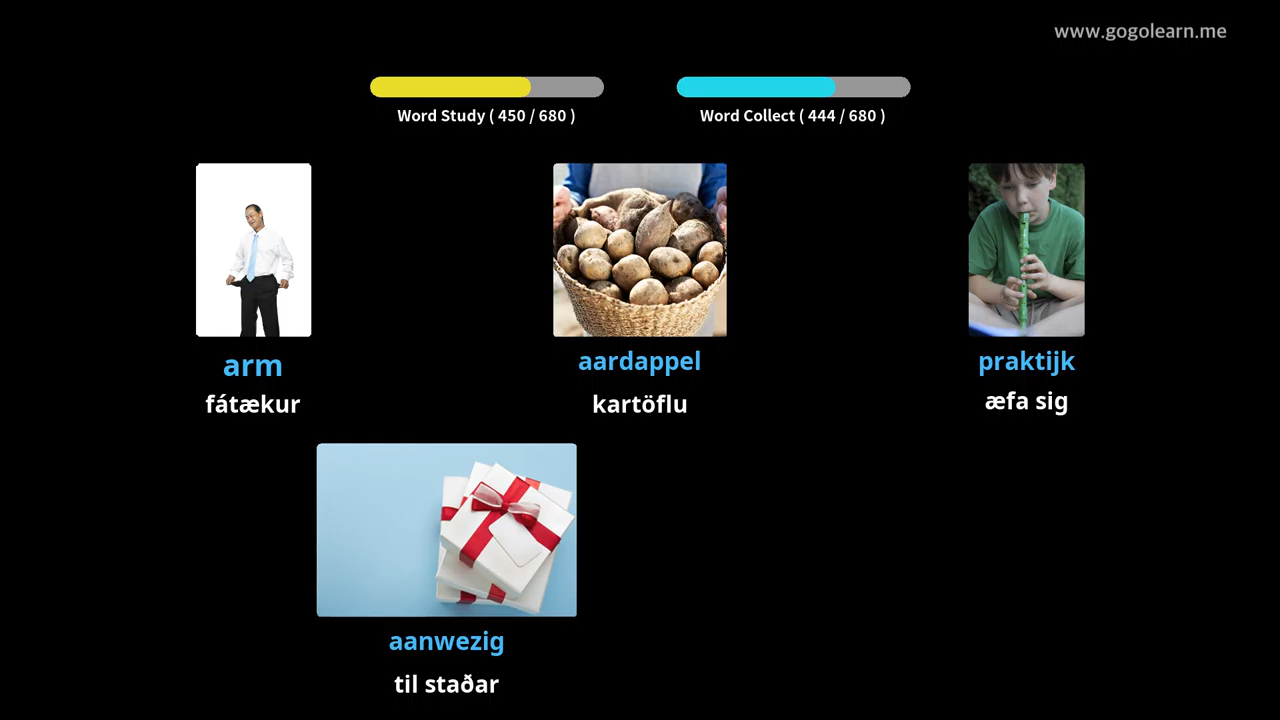 www.gogolearn.me
Word Study ( 450 / 680 )
Word Collect ( 444 / 680 )
arm
fátækur
aardappel
kartöflu
praktijk
æfa sig
aanwezig
til staðar